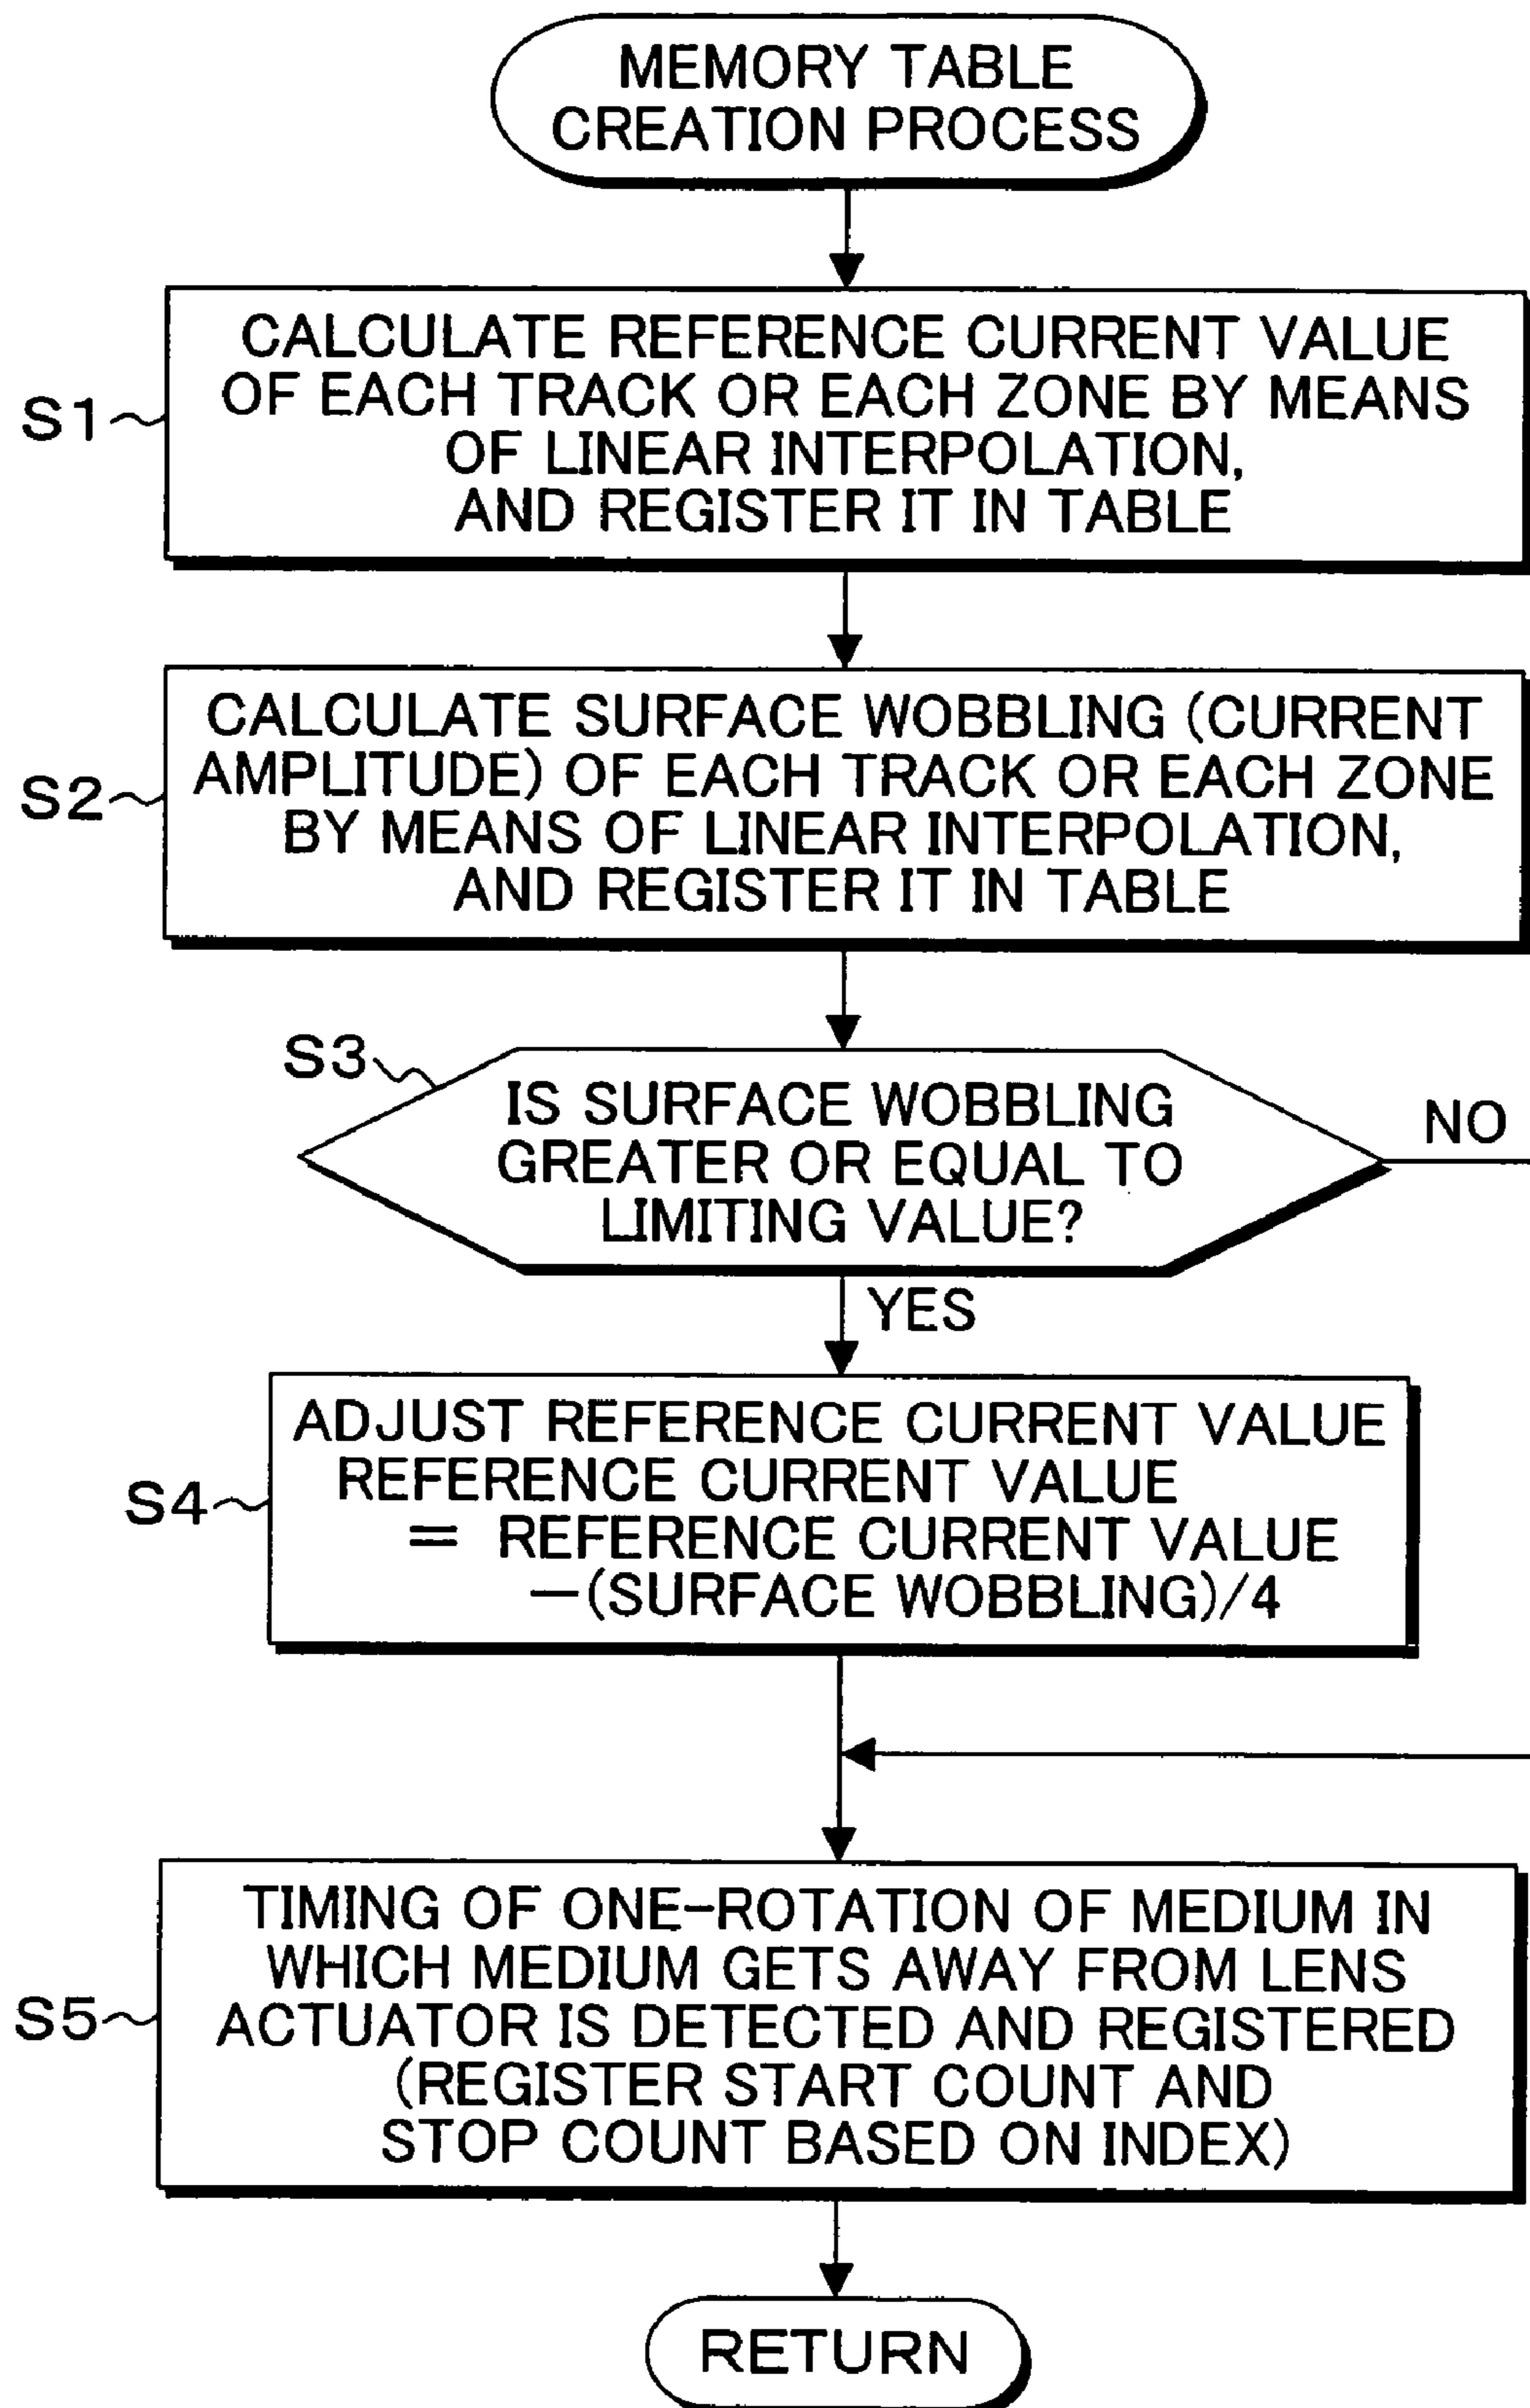 MEMORY TABLE
CREATION PROCESS
S1
CALCULATE REFERENCE CURRENT VALUE
OF EACH TRACK OR EACH ZONE BY MEANS
OF LINEAR INTERPOLATION,
AND REGISTER IT IN TABLE
S2
CALCULATE SURFACE WOBBLING (CURRENT
AMPLITUDE) OF EACH TRACK OR EACH ZONE
BY MEANS OF LINEAR INTERPOLATION,
AND REGISTER IT IN TABLE
S3
IS SURFACE WOBBLING
GREATER OR EQUAL TO
LIMITING VALUE?
NO
YES
S4
ADJUST REFERENCE CURRENT VALUE
REFERENCE CURRENT VALUE
= REFERENCE CURRENT VALUE
-(SURFACE WOBBLING)/4
S5
TIMING OF ONE-ROTATION OF MEDIUM IN
WHICH MEDIUM GETS AWAY FROM LENS
ACTUATOR IS DETECTED AND REGISTERED
(REGISTER START COUNT AND
STOP COUNT BASED ON INDEX)
RETURN